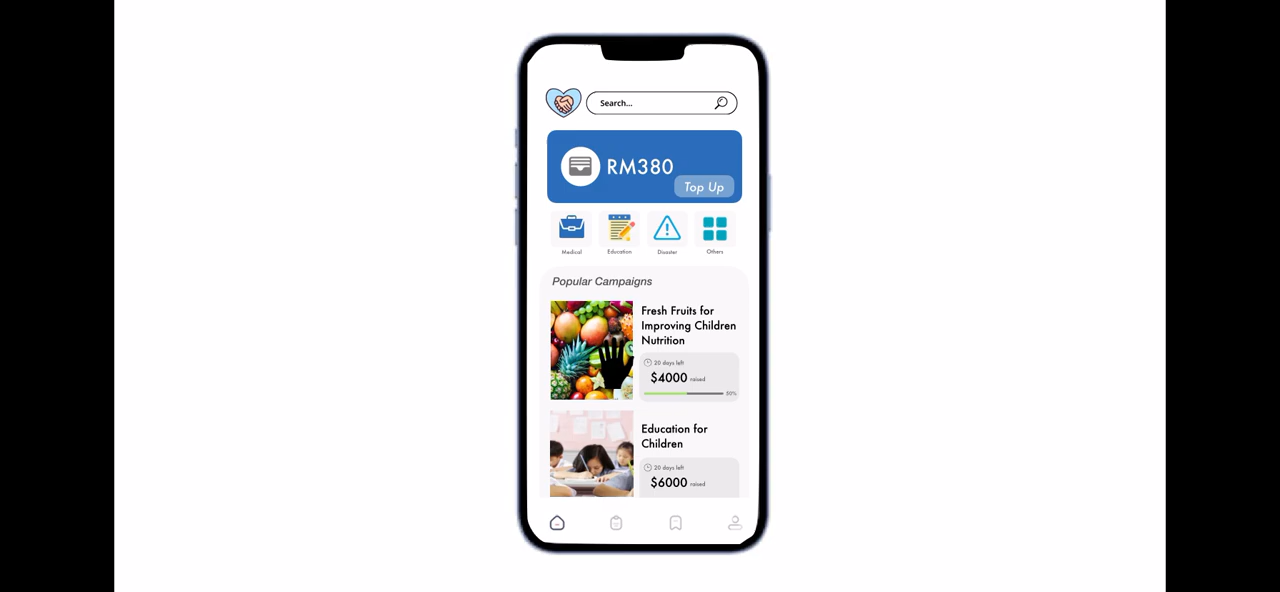 Search...
RM380
Top Up
Medical Education Disaster Others
Popular Campaigns
Fresh Fruits for
Improving Children
Nutrition
20 days left
$4000 raised
50%
Education for
Children
20 days left
$6000 raised